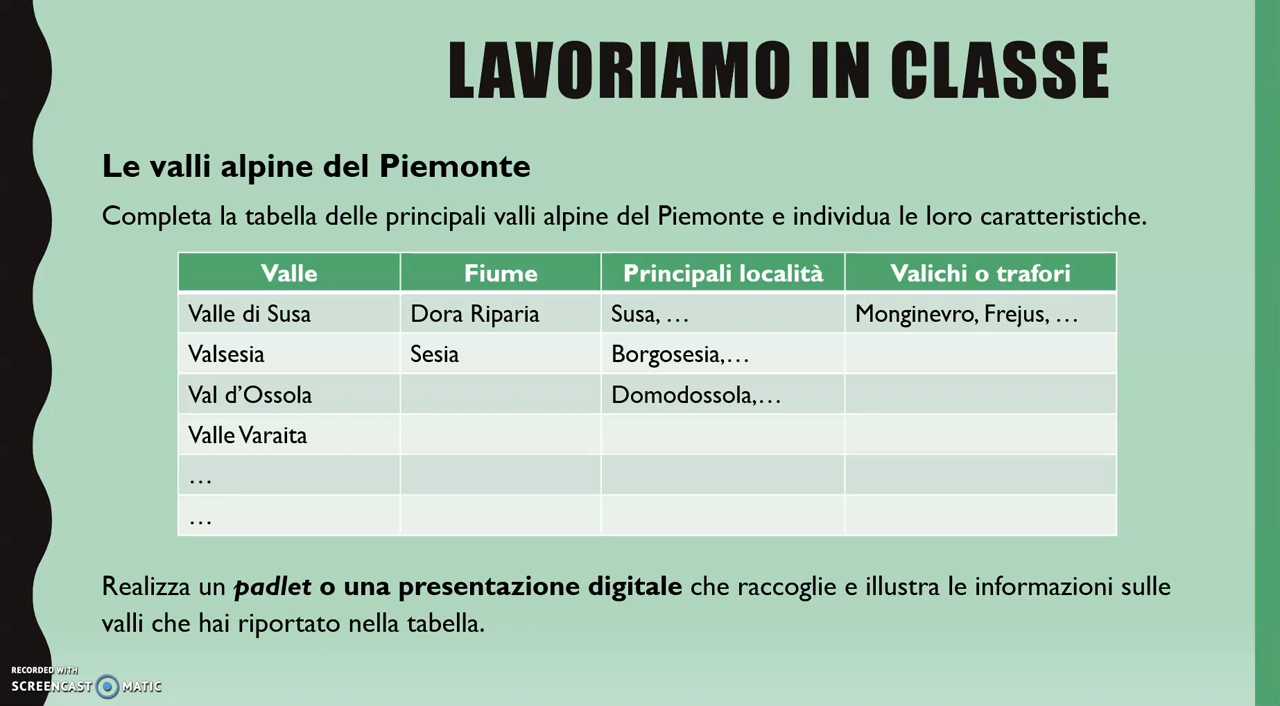 LAVORIAMO IN CLASSE
Le valli alpine del Piemonte
Completa la tabella delle principali valli alpine del Piemonte e individua le loro caratteristiche.
Valle Fiume Principali località Valichi o trafori
Valle di Susa Dora Riparia Susa, … Monginevro, Frejus, …
Valsesia Sesia Borgosesia,…
Val d’Ossola Domodossola,…
Valle Varaita
…
…
Realizza un padlet o una presentazione digitale che raccoglie e illustra le informazioni sulle
valli che hai riportato nella tabella.
RECORDED WITH
SCREENCAST MATIC